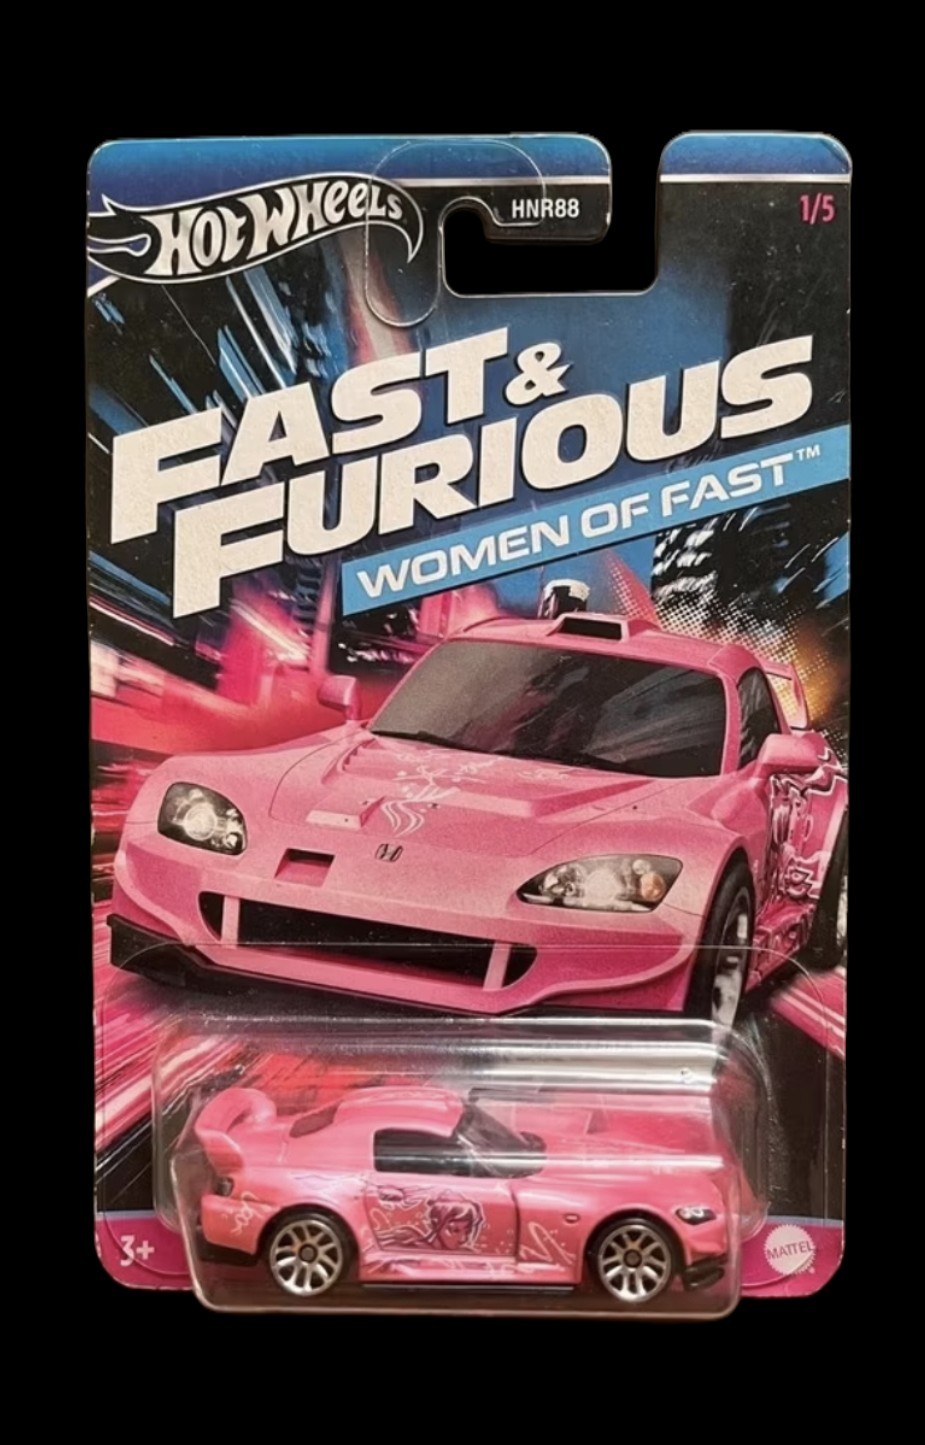 HOT WHEELS
HNR88
1/5
FAST &
FURIOUS
WOMEN OF FAST™
3+
MATTEL
®